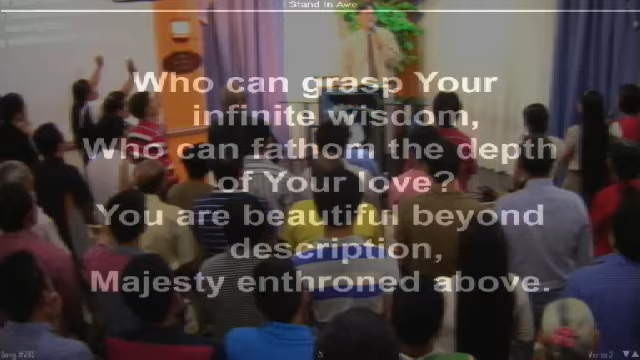 Stand In Awe
Who can grasp Your
infinite wisdom,
Who can fathom the depth
of Your love?
You are beautiful beyond
description,
Majesty enthroned above.